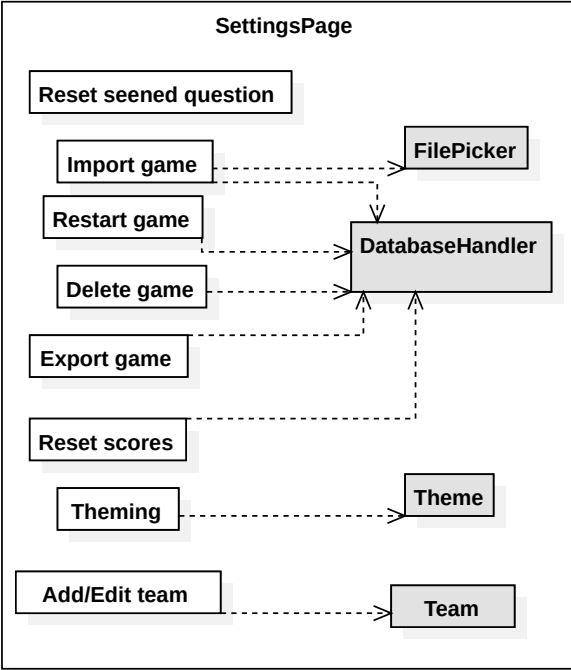 SettingsPage
Reset seened question
Import game
FilePicker
Restart game
DatabaseHandler
Delete game
Export game
Reset scores
Theming
Theme
Add/Edit team
Team